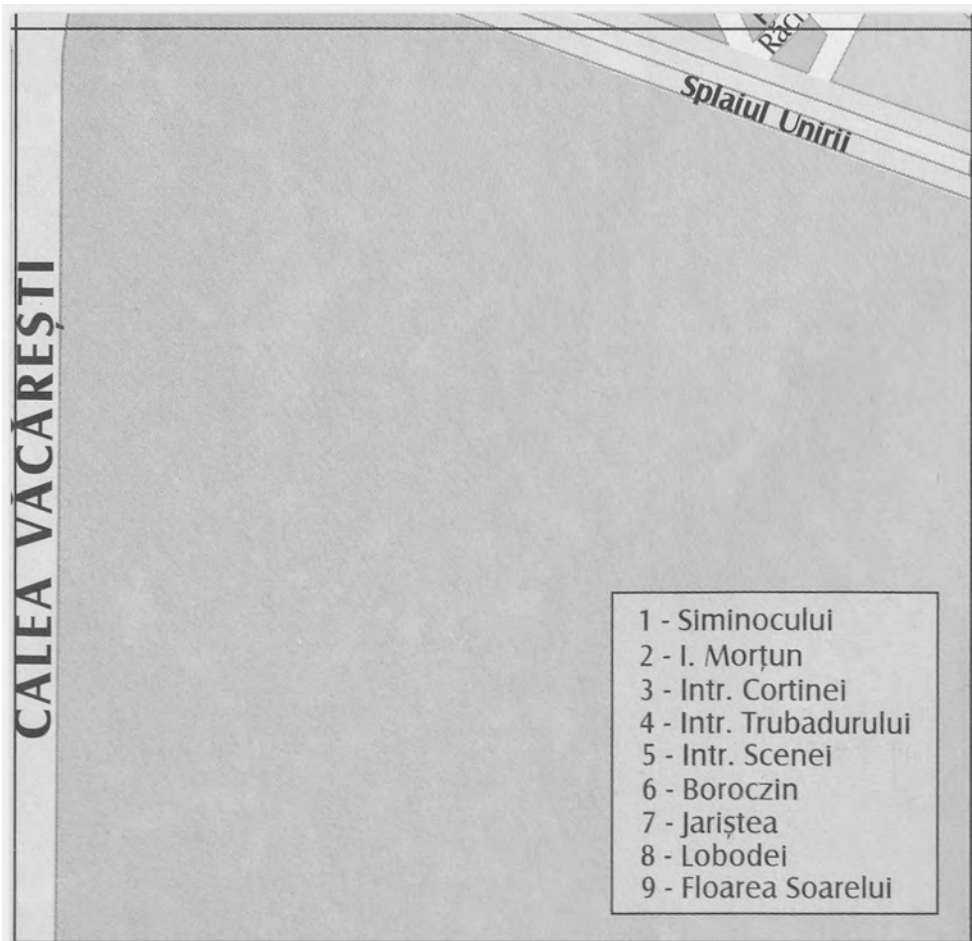 Răci
Splaiul Unirii
CALEA VĂCĂREȘTI
1 - Siminocului
2 - I. Morțun
3 - Intr. Cortinei
4 - Intr. Trubadurului
5 - Intr. Scenei
6 - Boroczin
7 - Jariștea
8 - Lobodei
9 - Floarea Soarelui